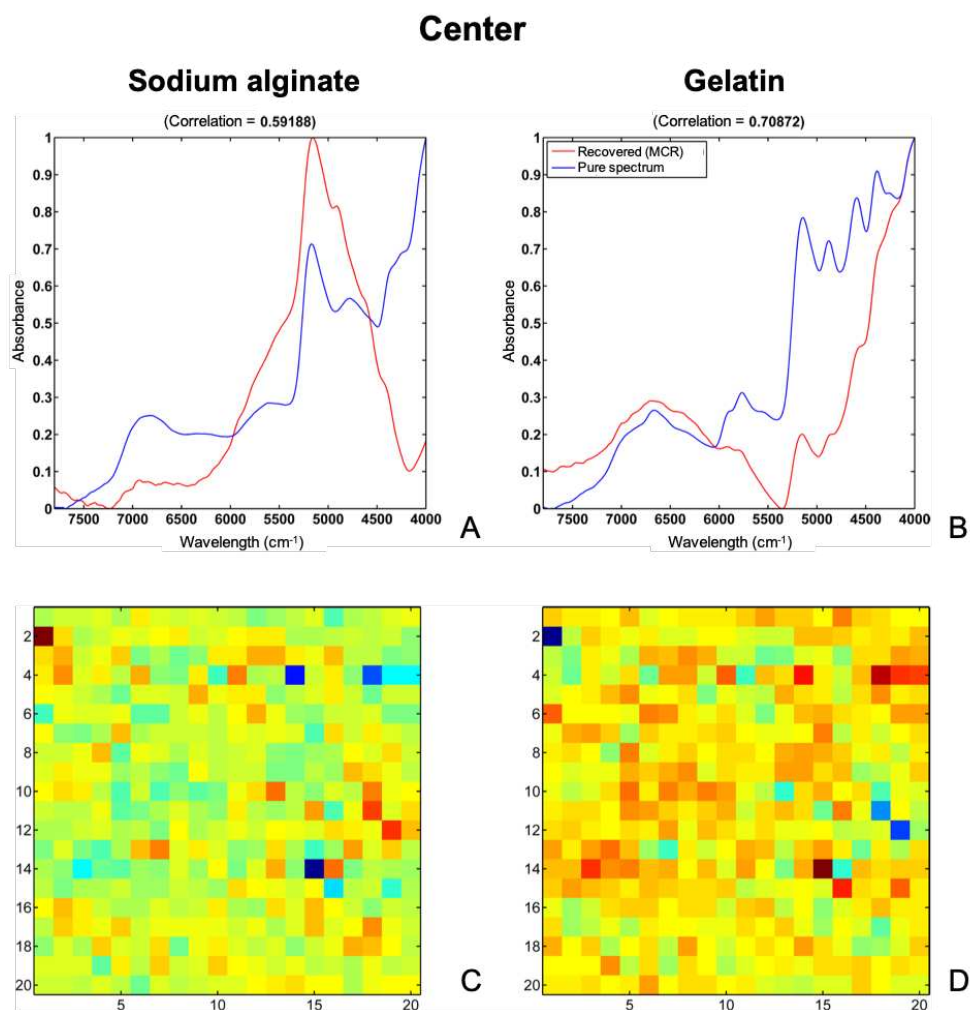 Center
Sodium alginate
Gelatin
(Correlation = 0.59188)
(Correlation = 0.70872)
1
0.9
0.8
0.7
0.6
0.5
0.4
0.3
0.2
0.1
0
Absorbance
7500 7000 6500 6000 5500 5000 4500 4000
Wavelength (cm-1)
A
Recovered (MCR)
Pure spectrum
1
0.9
0.8
0.7
0.6
0.5
0.4
0.3
0.2
0.1
0
Absorbance
7500 7000 6500 6000 5500 5000 4500 4000
Wavelength (cm-1)
B
2
4
6
8
10
12
14
16
18
20
5 10 15 20
C
2
4
6
8
10
12
14
16
18
20
5 10 15 20
D